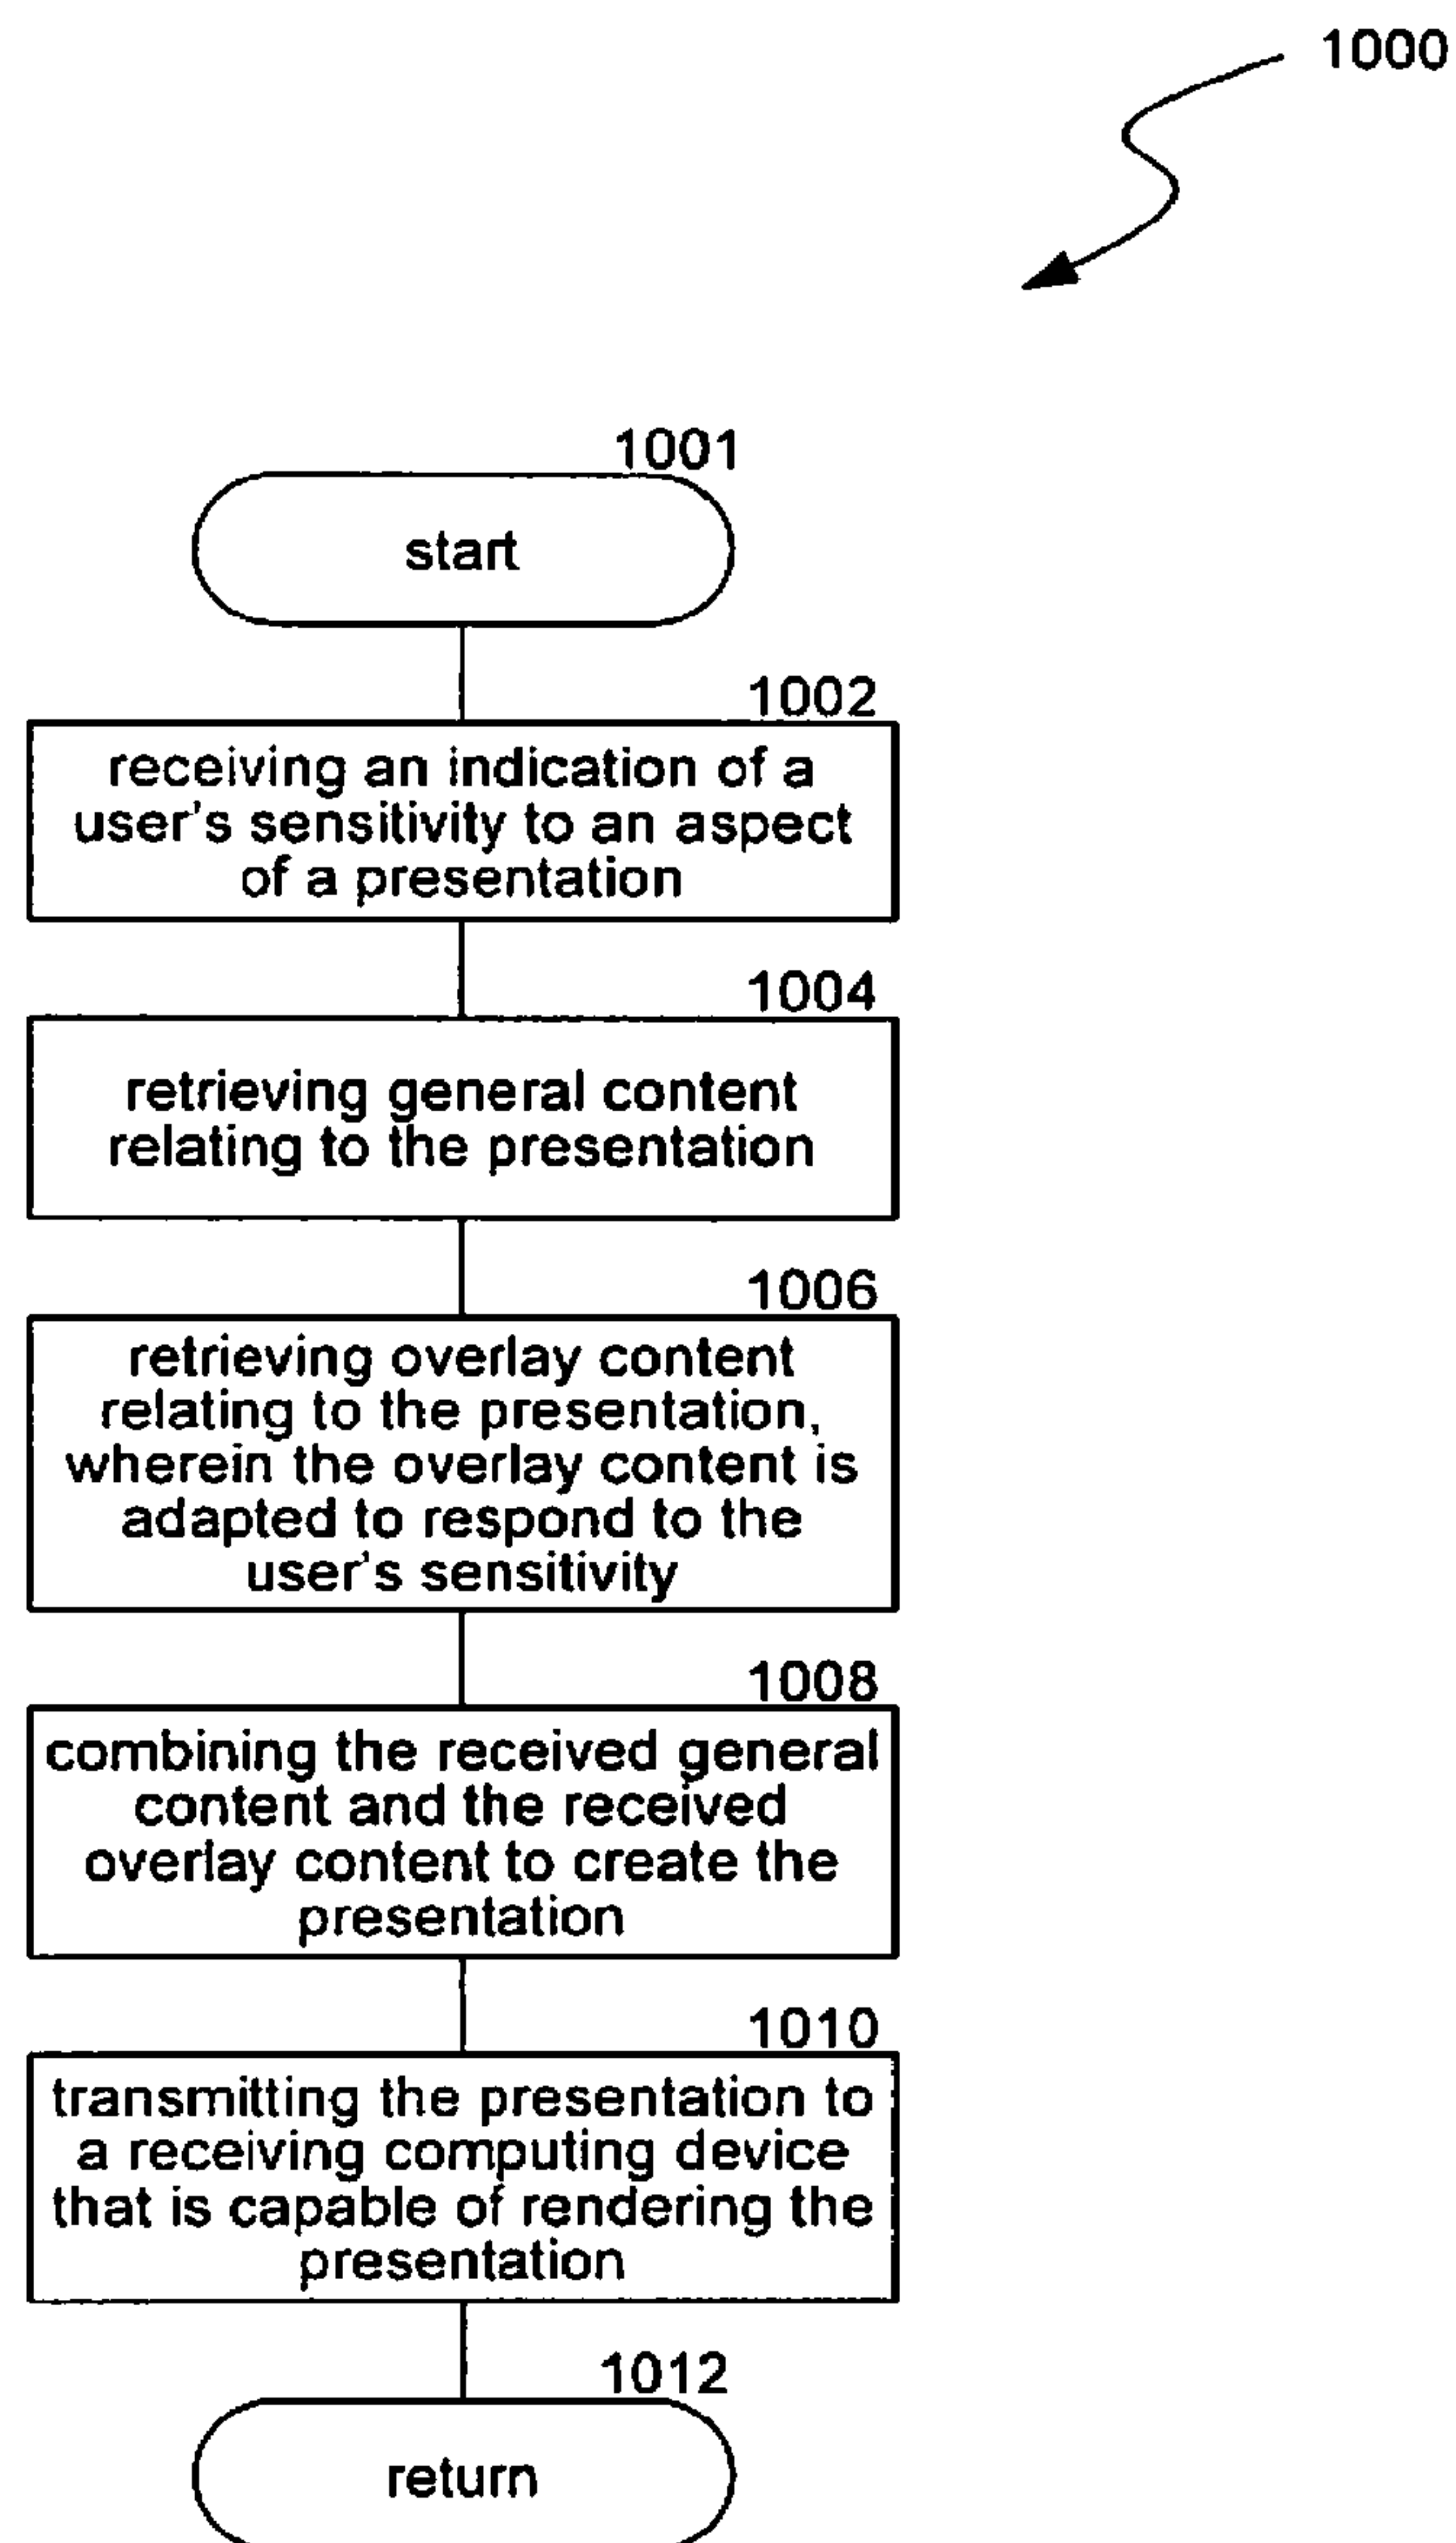 1000
1001
start
1002
receiving an indication of a
user's sensitivity to an aspect
of a presentation
1004
retrieving general content
relating to the presentation
1006
retrieving overlay content
relating to the presentation,
wherein the overlay content is
adapted to respond to the
user's sensitivity
1008
combining the received general
content and the received
overlay content to create the
presentation
1010
transmitting the presentation to
a receiving computing device
that is capable of rendering the
presentation
1012
return